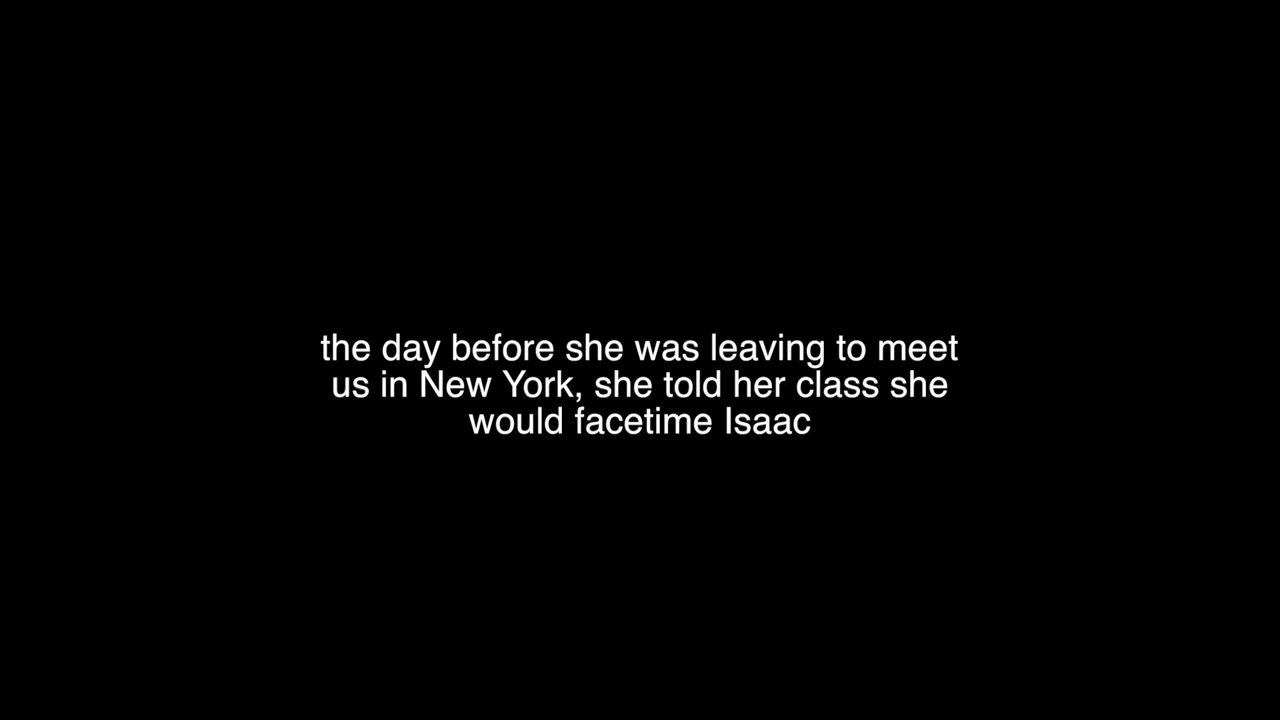 the day before she was leaving to meet
us in New York, she told her class she
would facetime Isaac